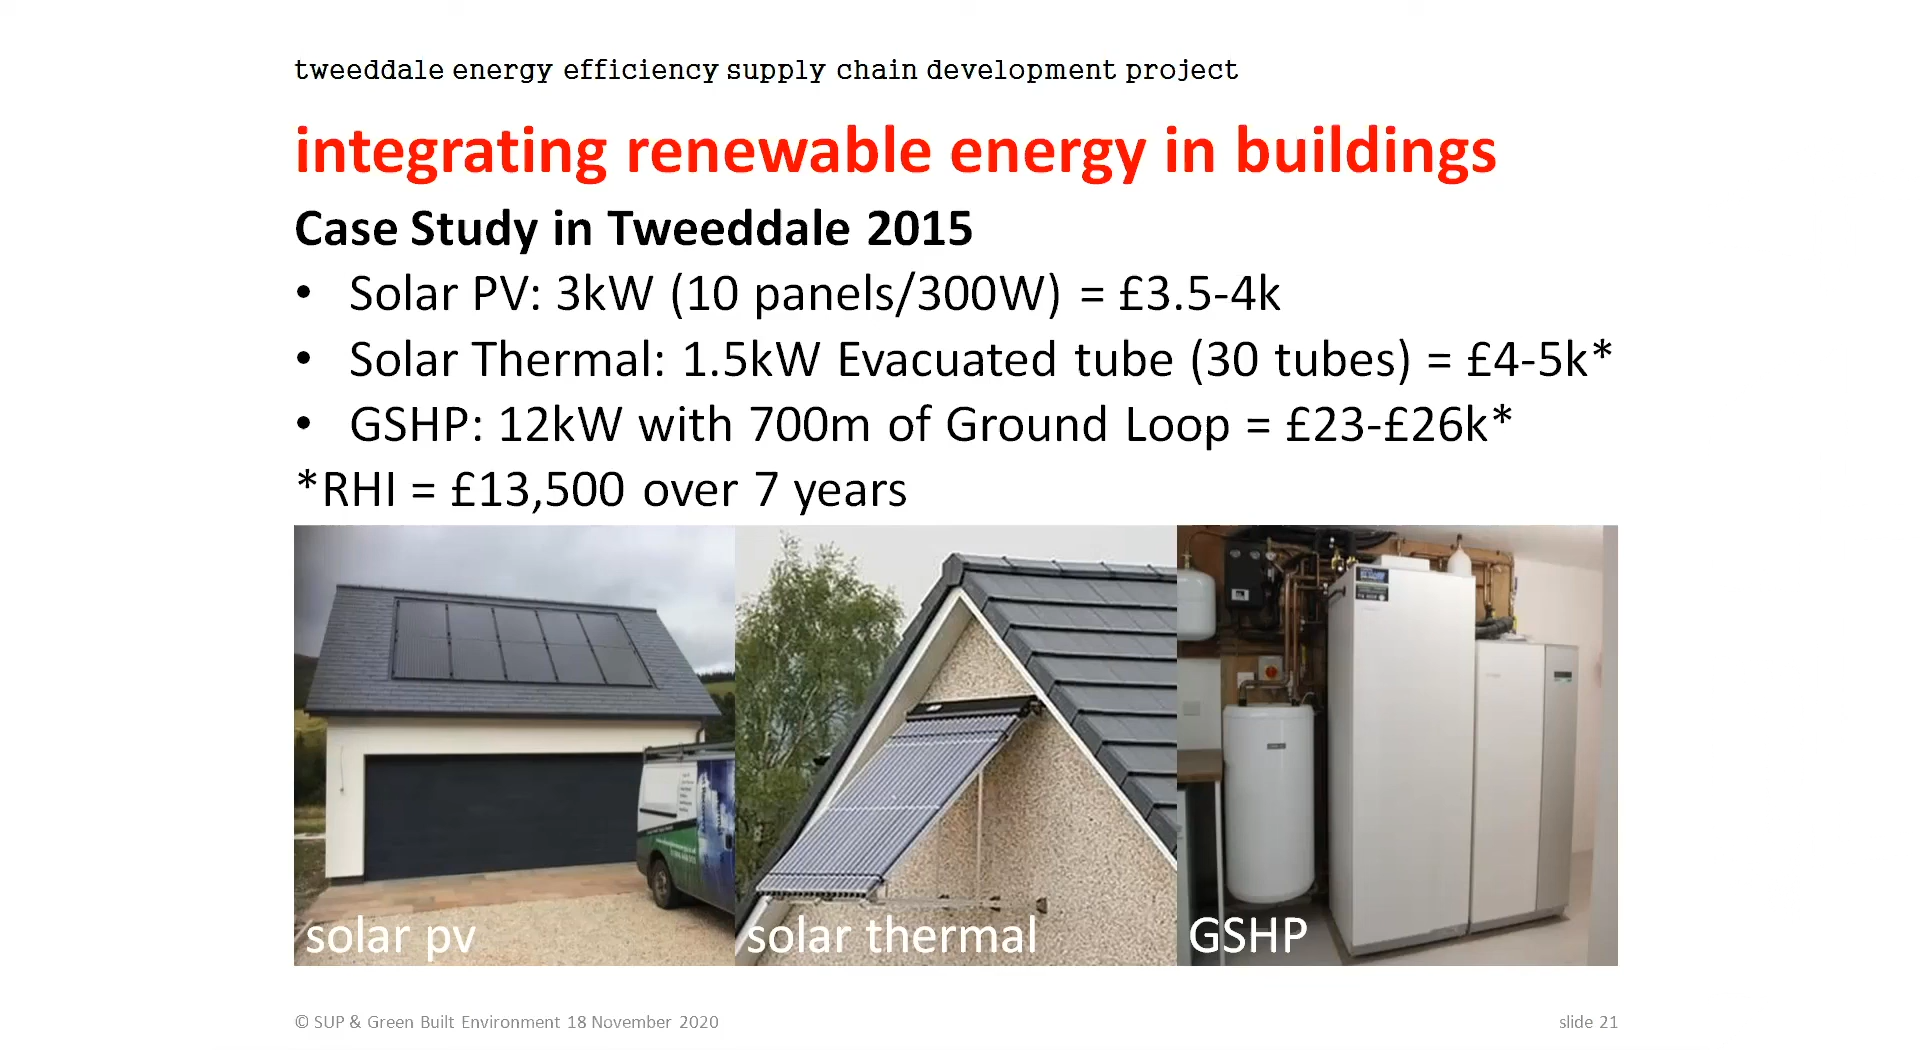 tweeddale energy efficiency supply chain development project
integrating renewable energy in buildings
Case Study in Tweeddale 2015
• Solar PV: 3kW (10 panels/300W) = £3.5-4k
• Solar Thermal: 1.5kW Evacuated tube (30 tubes) = £4-5k*
• GSHP: 12kW with 700m of Ground Loop = £23-£26k*
*RHI = £13,500 over 7 years
solar pv
solar thermal
GSHP
© SUP & Green Built Environment 18 November 2020
slide 21